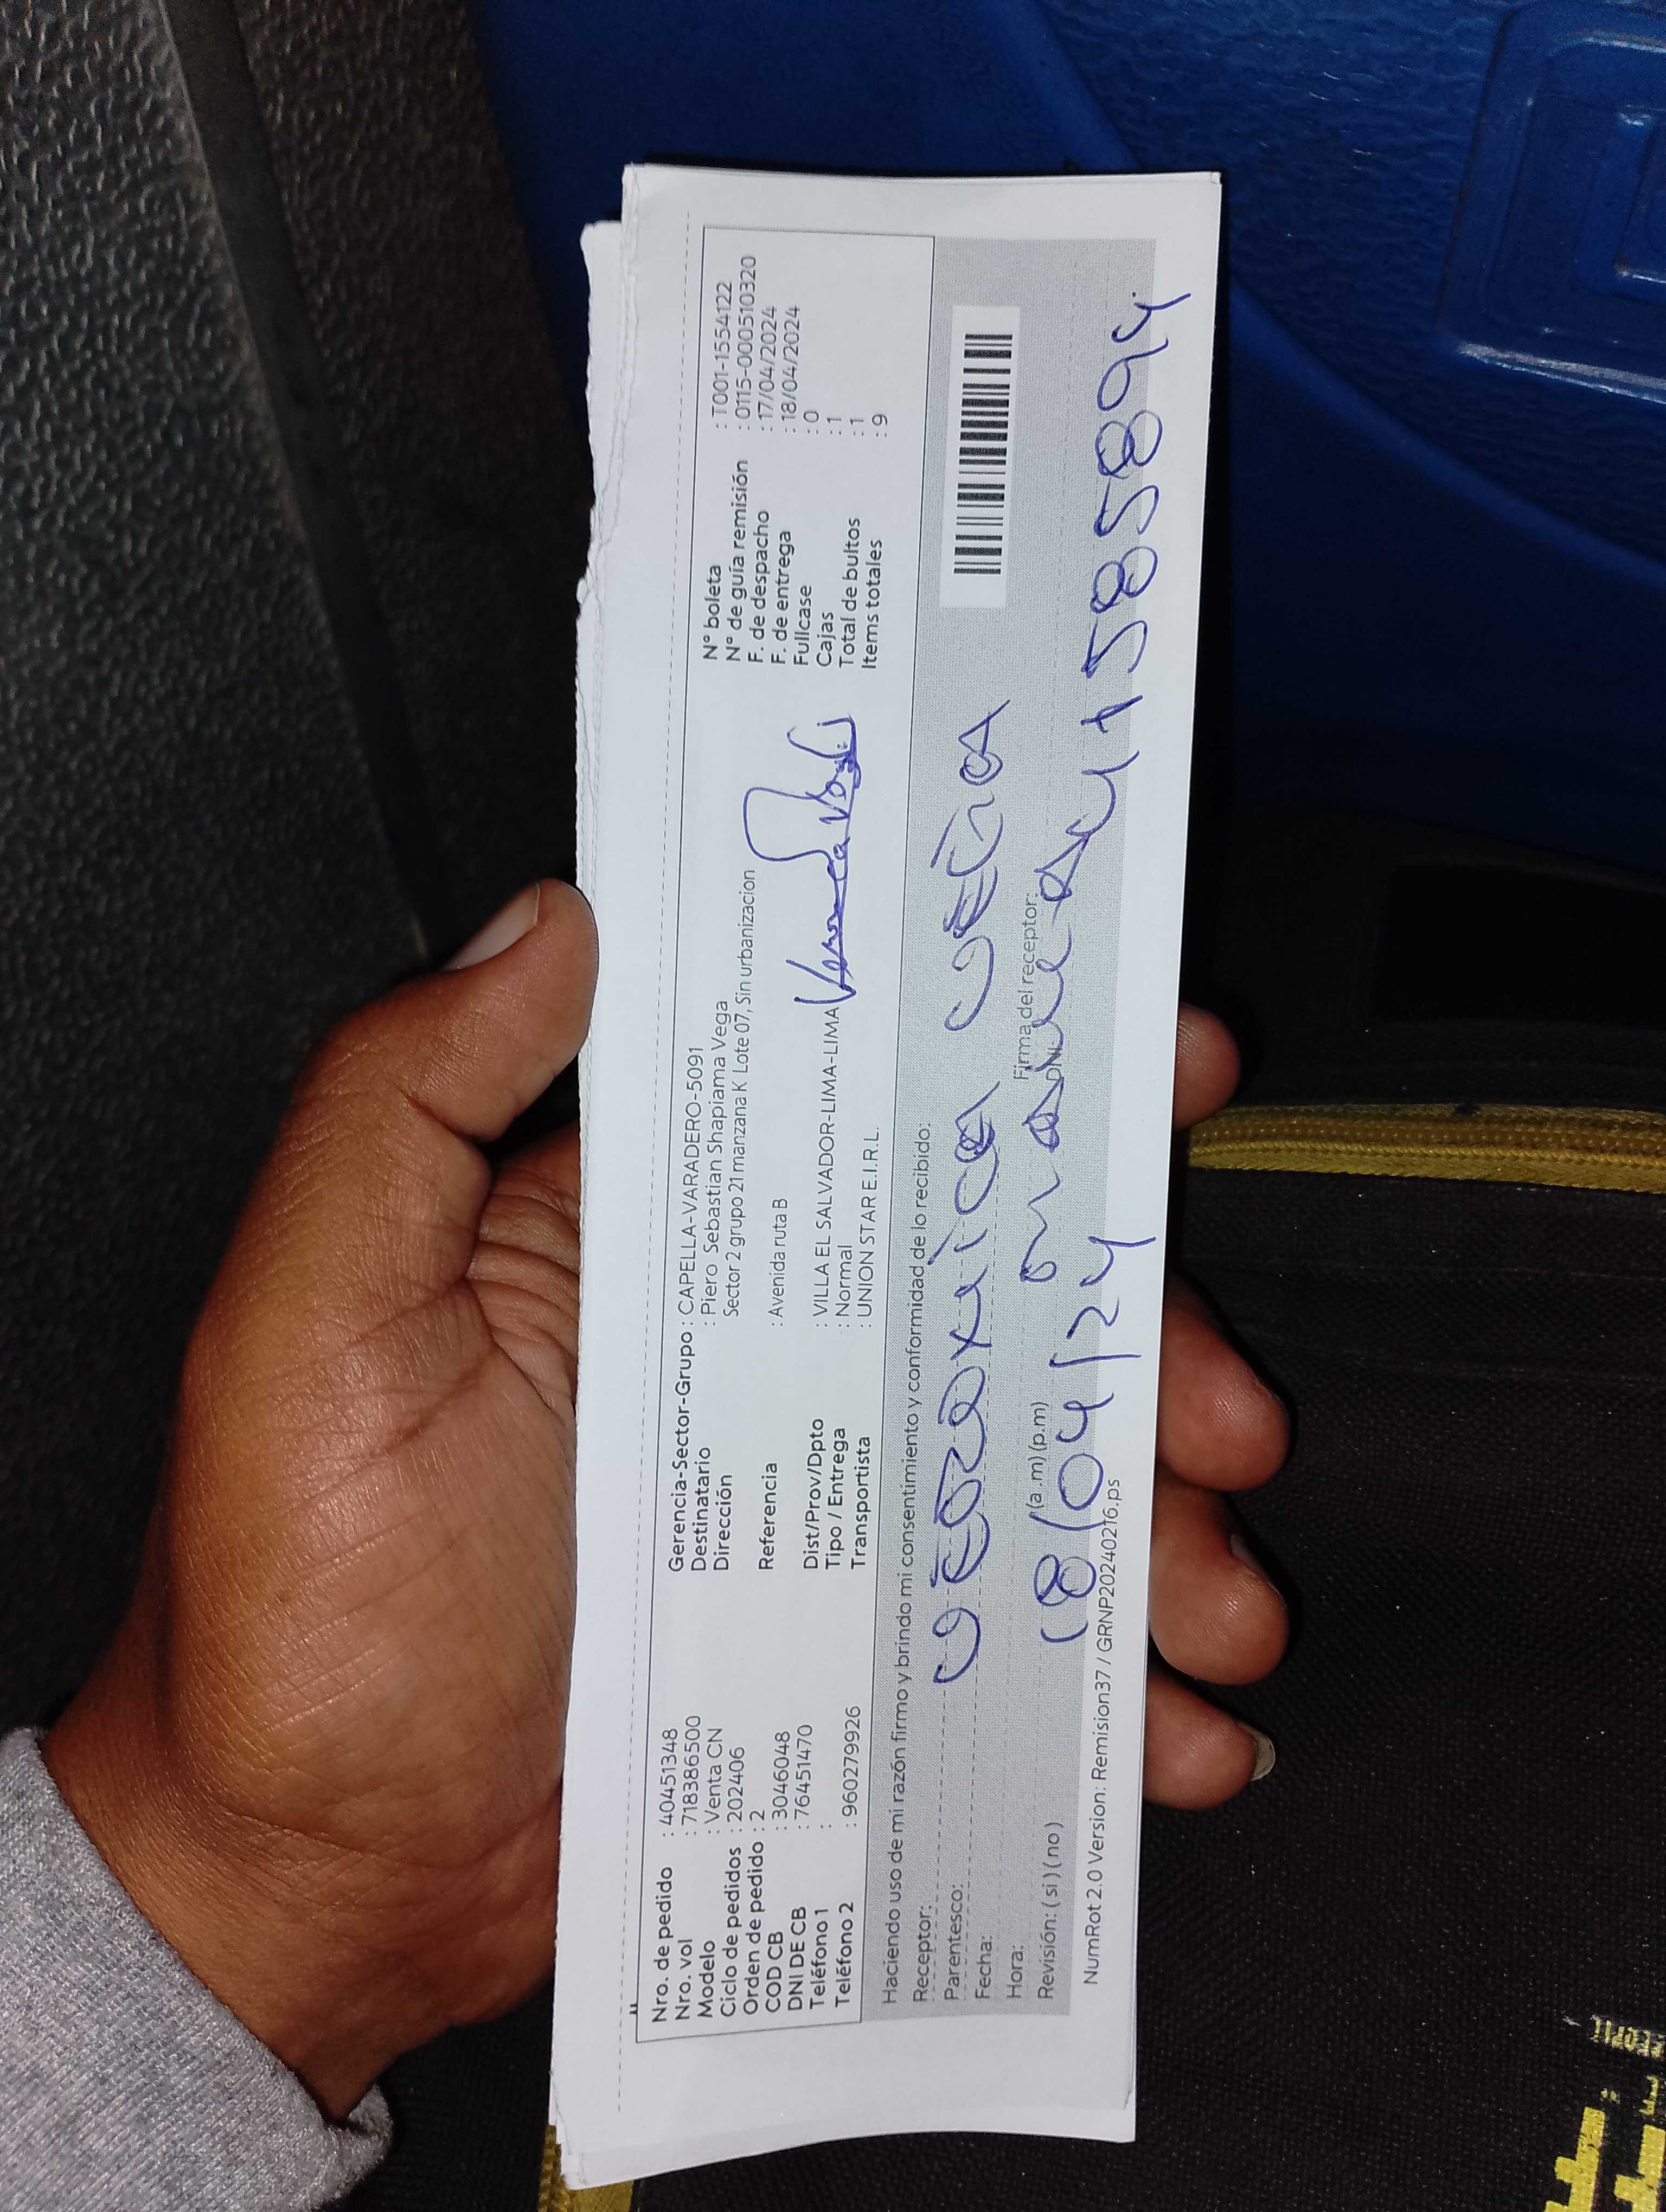 Nro. de pedido : 40451348
Nro. vol : 718386500
Modelo : Venta CN
Ciclo de pedidos : 202406
Orden de pedido : 2
COD CB : 3046048
DNI DE CB : 76451470
Teléfono 1 :
Teléfono 2 : 960279926
Gerencia-Sector-Grupo : CAPELLA-VARADERO-5091
Destinatario : Piero Sebastian Shapiama Vega
Dirección Sector 2 grupo 21 manzana K Lote 07, Sin urbanizacion
Referencia : Avenida ruta B
Dist/Prov/Dpto : VILLA EL SALVADOR-LIMA-LIMA
Tipo / Entrega : Normal
Transportista : UNION STAR E.I.R.L.
N° boleta : T001-1554122
N° de guía remisión : 0115-000510320
F. de despacho : 17/04/2024
F. de entrega : 18/04/2024
Fullcase : 0
Cajas : 1
Total de bultos : 1
Items totales : 9
Haciendo uso de mi razón firmo y brindo mi consentimiento y conformidad de lo recibido:
Receptor:
Parentesco:
Fecha:
Hora: (a.m) (p.m)
Revisión: (si) (no)
Firma del receptor:
DNI
18/04/24
NumRot 2.0 Version: Remision37 / GRNP20240216.ps